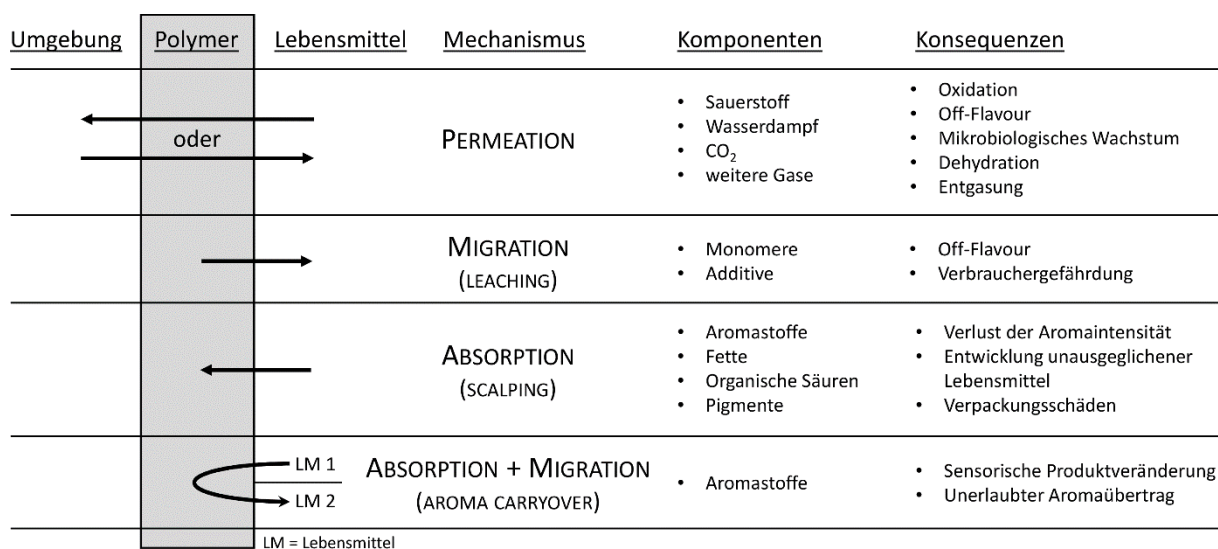 Umgebung Polymer Lebensmittel Mechanismus Komponenten Konsequenzen
oder
PERMEATION
• Sauerstoff
• Wasserdampf
• CO₂
• weitere Gase
• Oxidation
• Off-Flavour
• Mikrobiologisches Wachstum
• Dehydration
• Entgasung
MIGRATION
(LEACHING)
• Monomere
• Additive
• Off-Flavour
• Verbrauchergefährdung
ABSORPTION
(SCALPING)
• Aromastoffe
• Fette
• Organische Säuren
• Pigmente
• Verlust der Aromaintensität
• Entwicklung unausgeglichener
Lebensmittel
• Verpackungsschäden
LM 1
LM 2
ABSORPTION + MIGRATION
(AROMA CARRYOVER)
• Aromastoffe
• Sensorische Produktveränderung
• Unerlaubter Aromaübertrag
LM = Lebensmittel